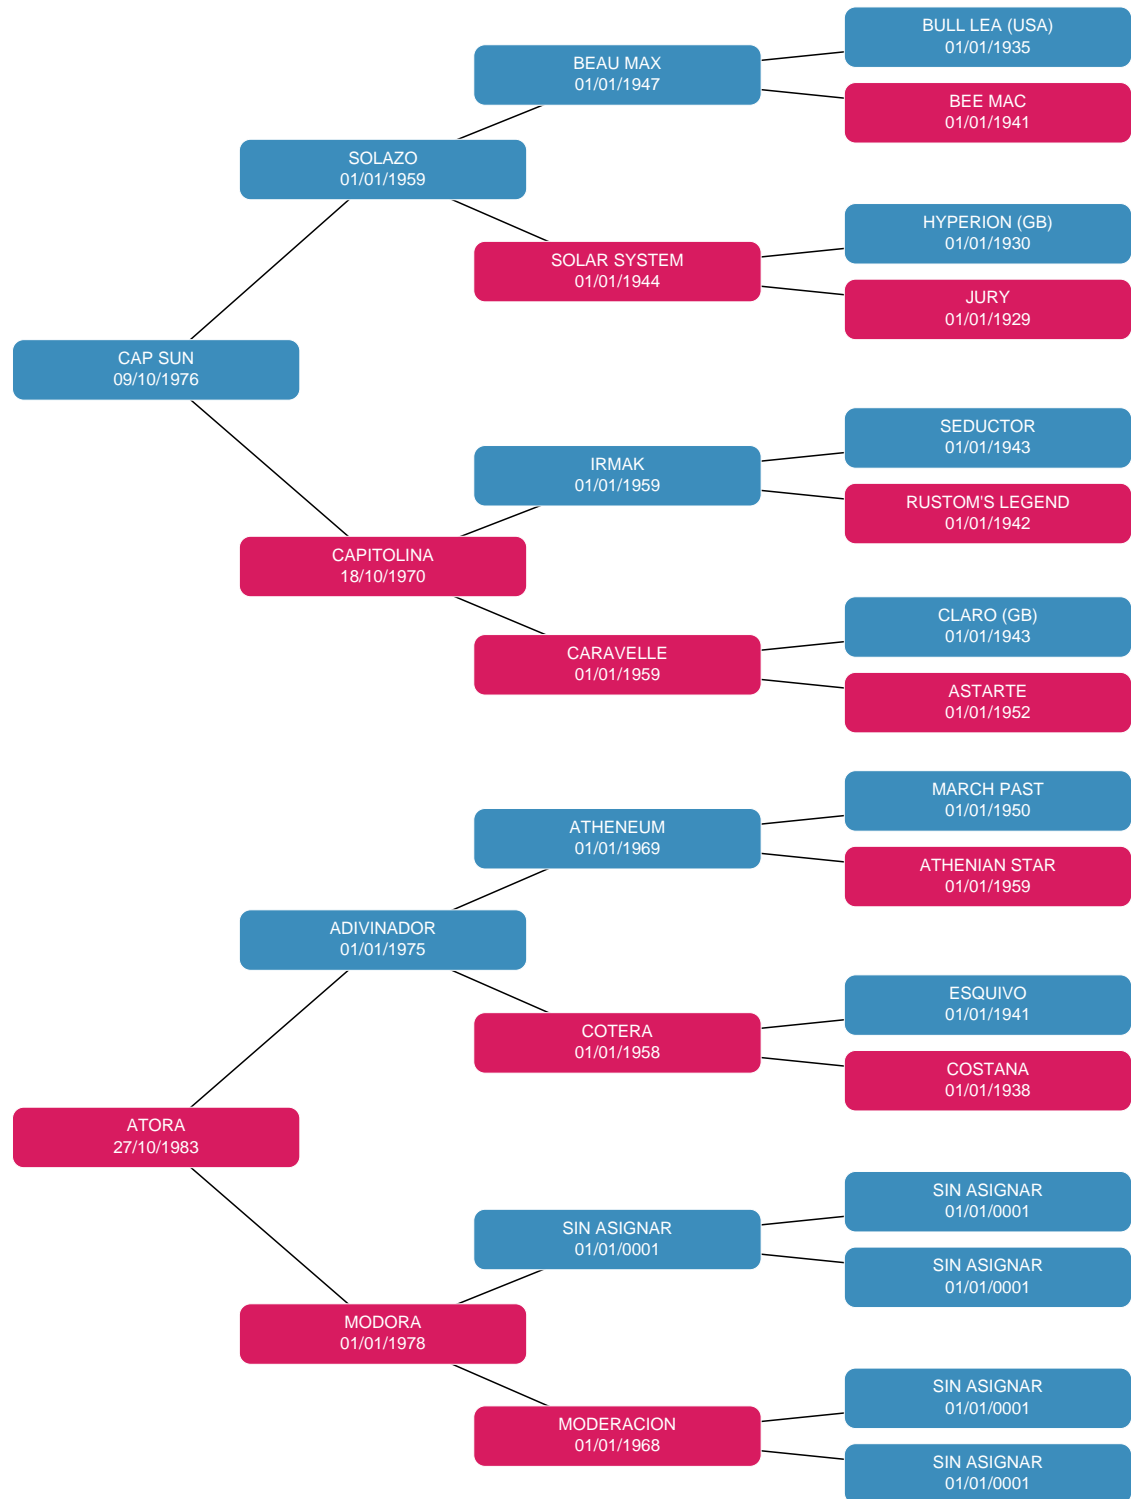 BULL LEA (USA)
01/01/1935
BEAU MAX
01/01/1947
BEE MAC
01/01/1941
SOLAZO
01/01/1959
HYPERION (GB)
01/01/1930
SOLAR SYSTEM
01/01/1944
JURY
01/01/1929
CAP SUN
09/10/1976
SEDUCTOR
01/01/1943
IRMAK
01/01/1959
RUSTOM'S LEGEND
01/01/1942
CAPITOLINA
18/10/1970
CLARO (GB)
01/01/1943
CARAVELLE
01/01/1959
ASTARTE
01/01/1952
MARCH PAST
01/01/1950
ATHENEUM
01/01/1969
ATHENIAN STAR
01/01/1959
ADIVINADOR
01/01/1975
ESQUIVO
01/01/1941
COTERA
01/01/1958
COSTANA
01/01/1938
ATORA
27/10/1983
SIN ASIGNAR
01/01/0001
SIN ASIGNAR
01/01/0001
SIN ASIGNAR
01/01/0001
MODORA
01/01/1978
SIN ASIGNAR
01/01/0001
MODERACION
01/01/1968
SIN ASIGNAR
01/01/0001